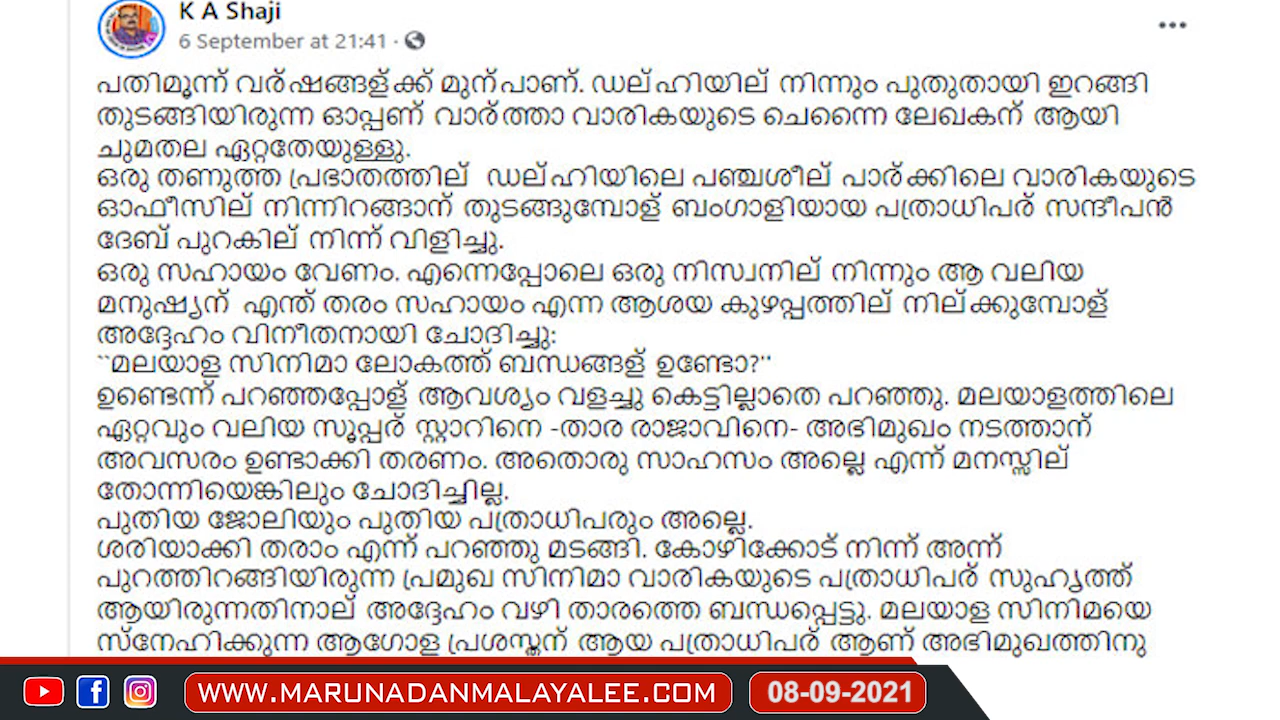 K A Shaji
6 September at 21:41 ·
പതിമൂന്ന് വര്ഷങ്ങള്ക്ക് മുന്പാണ്. ഡല്ഹിയില് നിന്നും പുതുതായി ഇറങ്ങി
തുടങ്ങിയിരുന്ന ഓപ്പണ് വാര്ത്താ വാരികയുടെ ചെന്നൈ ലേഖകന് ആയി
ചുമതല ഏറ്റതേയുള്ളു.
ഒരു തണുത്ത പ്രഭാതത്തില് ഡല്ഹിയിലെ പഞ്ചശീല് പാര്ക്കിലെ വാരികയുടെ
ഓഫീസില് നിന്നിറങ്ങാന് തുടങ്ങുമ്പോള് ബംഗാളിയായ പത്രാധിപര് സന്ദീപൻ
ദേബ് പുറകില് നിന്ന് വിളിച്ചു.
ഒരു സഹായം വേണം. എന്നെപ്പോലെ ഒരു നിസ്വനില് നിന്നും ആ വലിയ
മനുഷ്യന് എന്ത് തരം സഹായം എന്ന ആശയ കുഴപ്പത്തില് നില്ക്കുമ്പോള്
അദ്ദേഹം വിനീതനായി ചോദിച്ചു:
``മലയാള സിനിമാ ലോകത്ത് ബന്ധങ്ങള് ഉണ്ടോ?''
ഉണ്ടെന്ന് പറഞ്ഞപ്പോള് ആവശ്യം വളച്ചു കെട്ടില്ലാതെ പറഞ്ഞു. മലയാളത്തിലെ
ഏറ്റവും വലിയ സൂപ്പര് സ്റ്റാറിനെ -താര രാജാവിനെ- അഭിമുഖം നടത്താന്
അവസരം ഉണ്ടാക്കി തരണം. അതൊരു സാഹസം അല്ലെ എന്ന് മനസ്സില്
തോന്നിയെങ്കിലും ചോദിച്ചില്ല.
പുതിയ ജോലിയും പുതിയ പത്രാധിപരും അല്ലെ.
ശരിയാക്കി തരാം എന്ന് പറഞ്ഞു മടങ്ങി. കോഴിക്കോട് നിന്ന് അന്ന്
പുറത്തിറങ്ങിയിരുന്ന പ്രമുഖ സിനിമാ വാരികയുടെ പത്രാധിപര് സുഹൃത്ത്
ആയിരുന്നതിനാല് അദ്ദേഹം വഴി താരത്തെ ബന്ധപ്പെട്ടു. മലയാള സിനിമയെ
സ്നേഹിക്കുന്ന ആഗോള പ്രശസ്തന് ആയ പത്രാധിപര് ആണ് അഭിമുഖത്തിനു
WWW.MARUNADANMALAYALEE.COM
08-09-2021